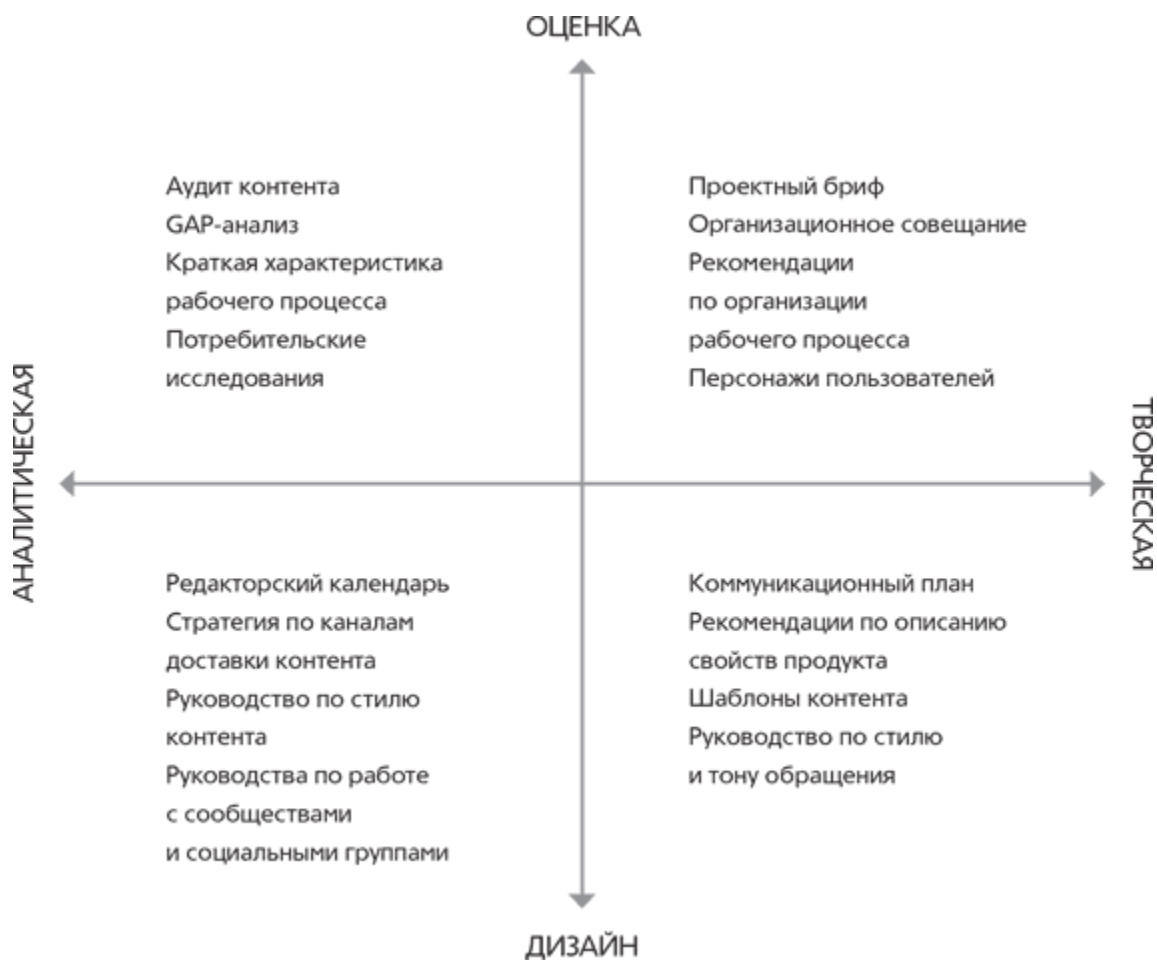 ОЦЕНКА
Аудит контента
GAP-анализ
Краткая характеристика
рабочего процесса
Потребительские
исследования
Проектный бриф
Организационное совещание
Рекомендации
по организации
рабочего процесса
Персонажи пользователей
АНАЛИТИЧЕСКАЯ
ТВОРЧЕСКАЯ
Редакторский календарь
Стратегия по каналам
доставки контента
Руководство по стилю
контента
Руководства по работе
с сообществами
и социальными группами
Коммуникационный план
Рекомендации по описанию
свойств продукта
Шаблоны контента
Руководство по стилю
и тону обращения
ДИЗАЙН